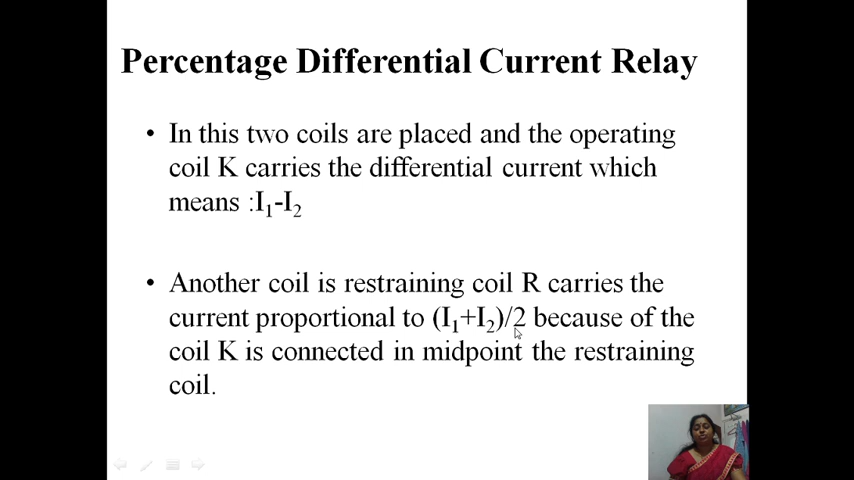 Percentage Differential Current Relay
• In this two coils are placed and the operating
coil K carries the differential current which
means :I₁-I₂
• Another coil is restraining coil R carries the
current proportional to (I₁+I₂)/2 because of the
coil K is connected in midpoint the restraining
coil.